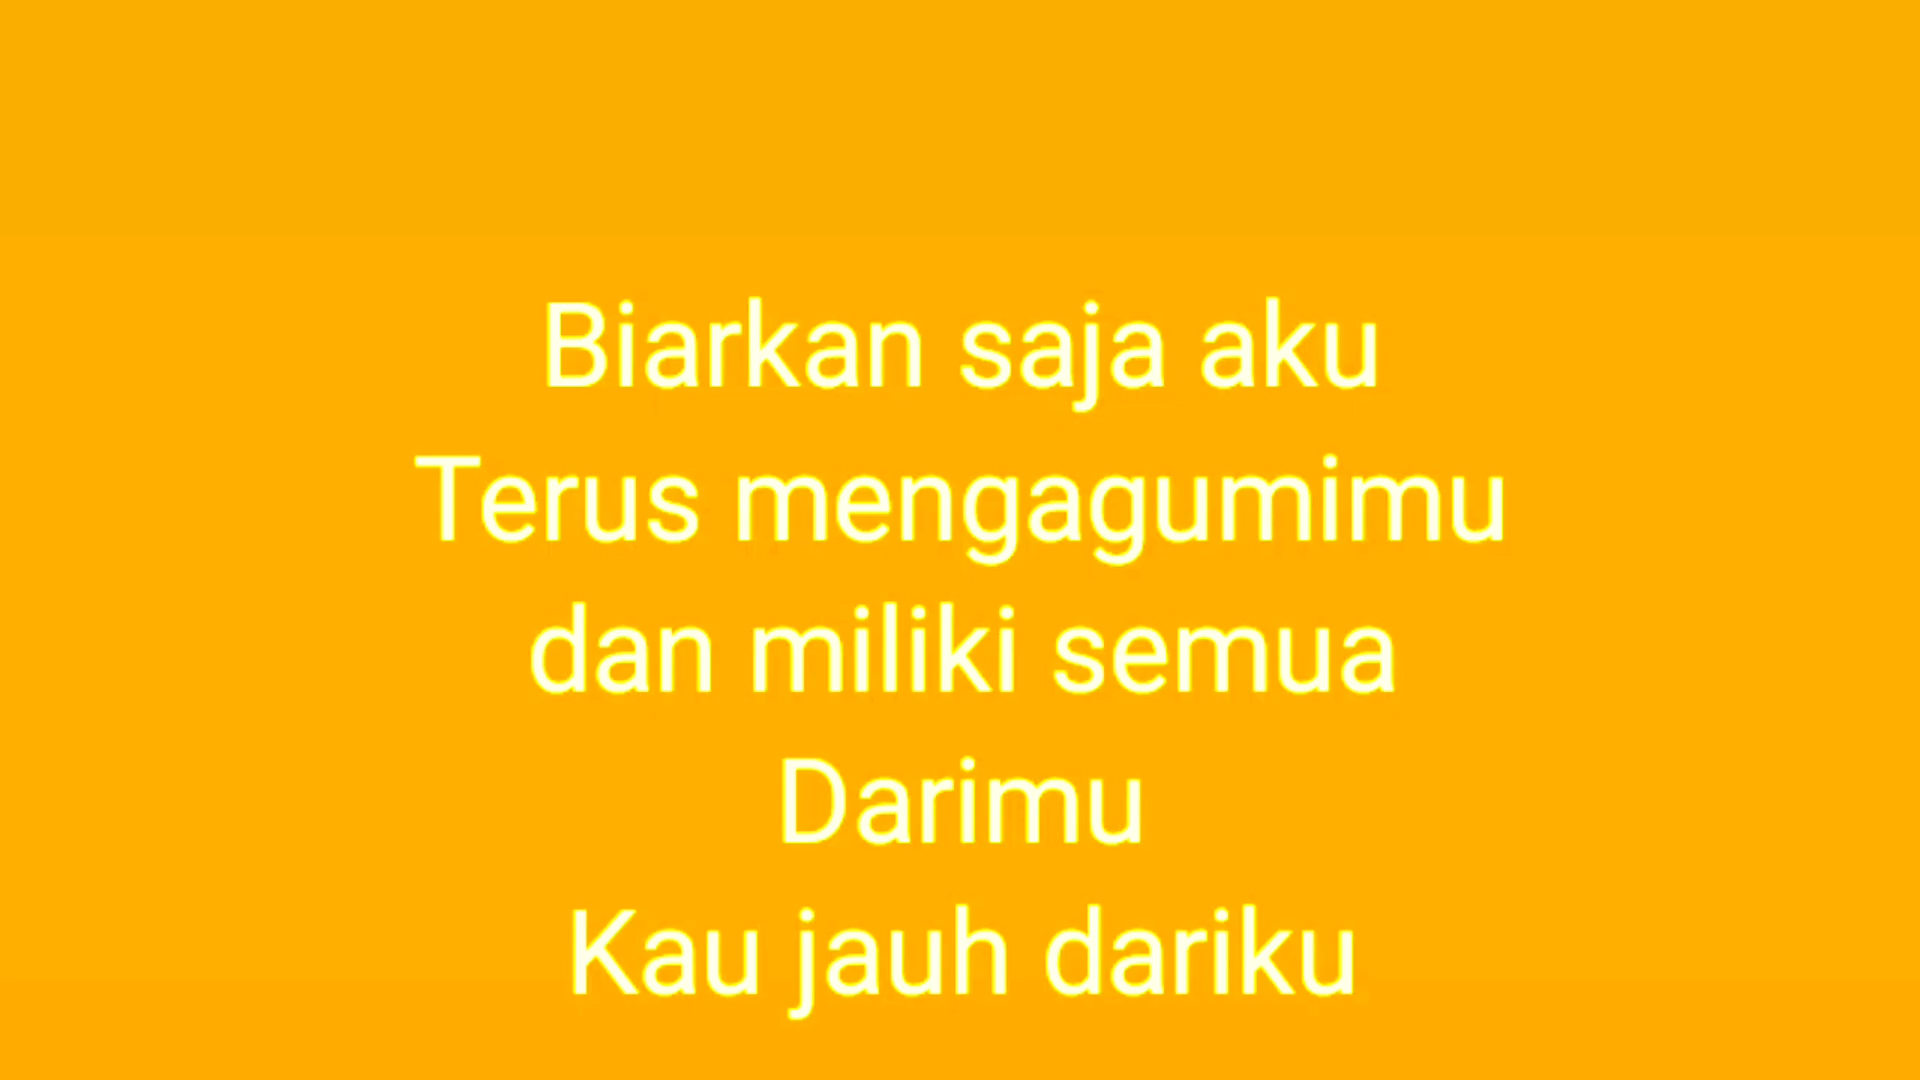 Biarkan saja aku
Terus mengagumimu
dan miliki semua
Darimu
Kau jauh dariku